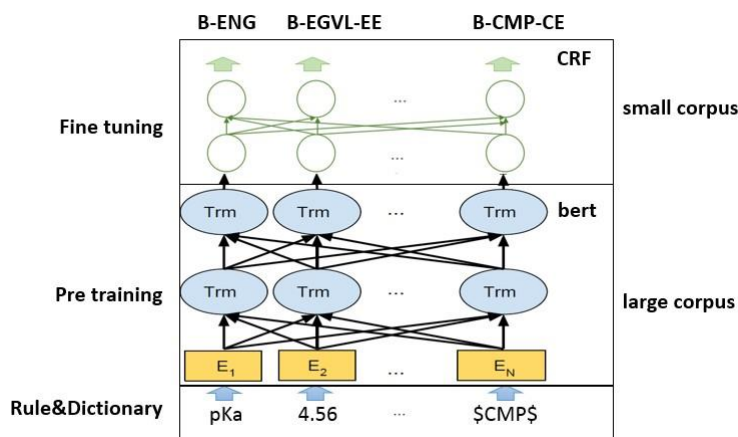 B-ENG B-EGVL-EE B-CMP-CE
CRF
...
Fine tuning small corpus
...
Trm Trm ... Trm bert
Pre training Trm Trm ... Trm large corpus
E1 E2 ... EN
Rule&Dictionary pKa 4.56 ... $CMP$